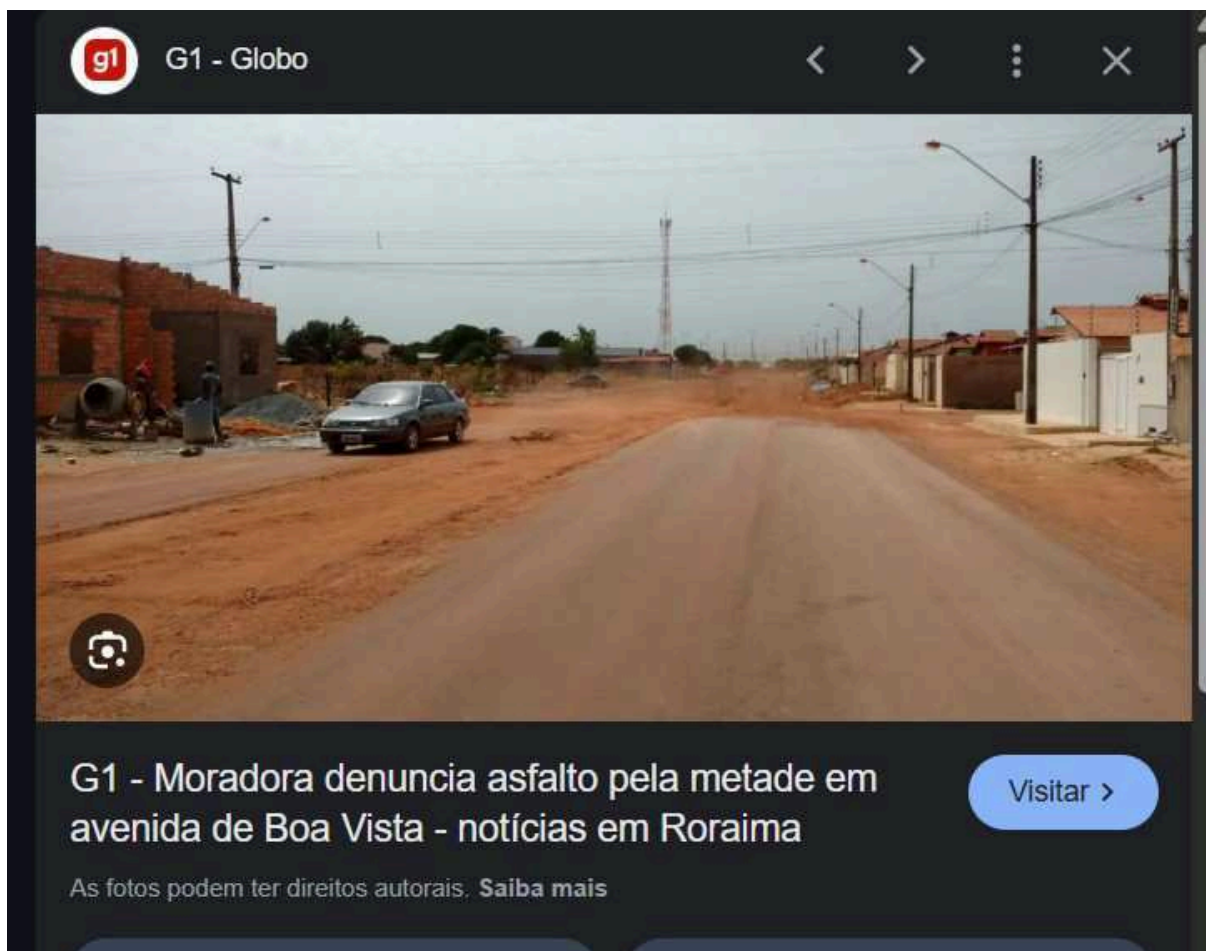 g1 G1 - Globo
G1 - Moradora denuncia asfalto pela metade em
avenida de Boa Vista - notícias em Roraima
Visitar >
As fotos podem ter direitos autorais. Saiba mais